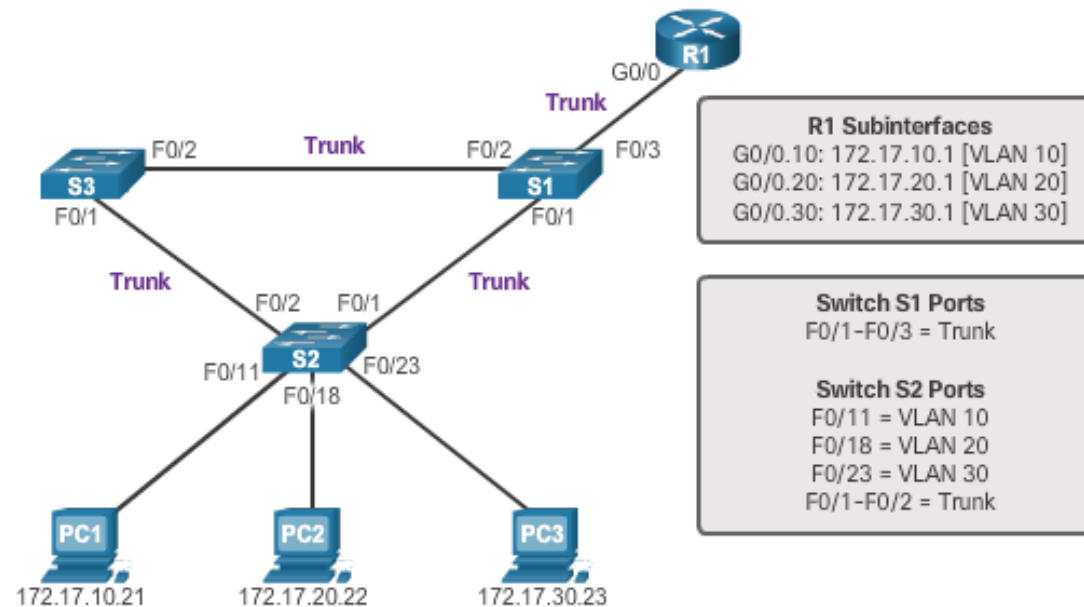 R1
G0/0
Trunk
F0/2
Trunk
F0/2
F0/3
S3
S1
F0/1
F0/1
Trunk
Trunk
F0/2
F0/1
S2
F0/11
F0/23
F0/18
PC1
PC2
PC3
172.17.10.21
172.17.20.22
172.17.30.23
R1 Subinterfaces
G0/0.10: 172.17.10.1 [VLAN 10]
G0/0.20: 172.17.20.1 [VLAN 20]
G0/0.30: 172.17.30.1 [VLAN 30]
Switch S1 Ports
F0/1-F0/3 = Trunk
Switch S2 Ports
F0/11 = VLAN 10
F0/18 = VLAN 20
F0/23 = VLAN 30
F0/1-F0/2 = Trunk